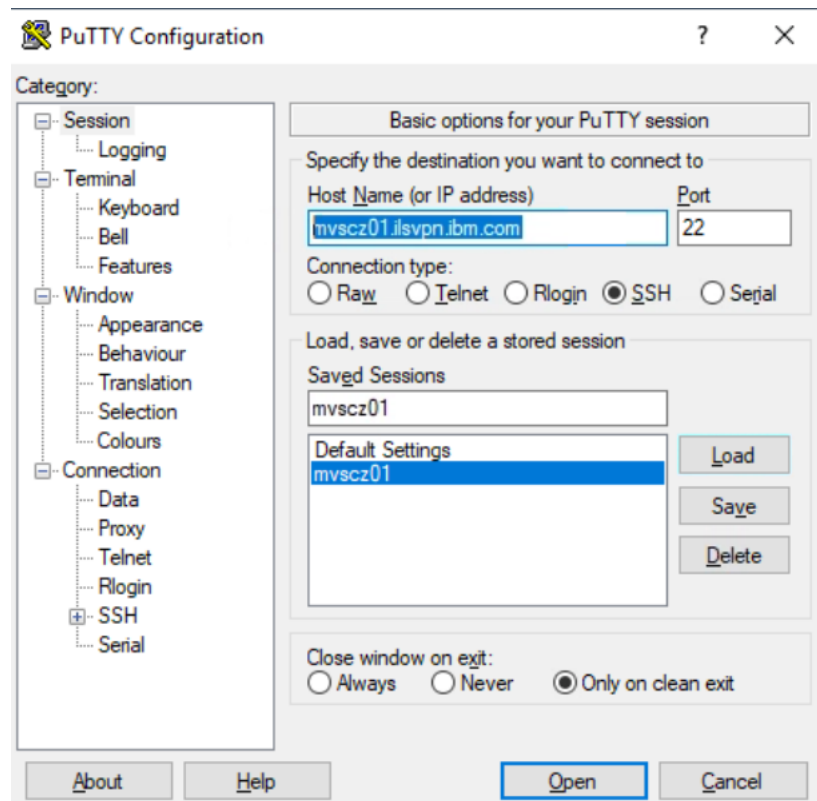 PuTTY Configuration ? ×
Category:
Session
Logging
Terminal
Keyboard
Bell
Features
Window
Appearance
Behaviour
Translation
Selection
Colours
Connection
Data
Proxy
Telnet
Rlogin
SSH
Serial
Basic options for your PuTTY session
Specify the destination you want to connect to
Host Name (or IP address) Port
mvscz01.ilsvpn.ibm.com 22
Connection type:
Raw Telnet Rlogin SSH Serial
Load, save or delete a stored session
Saved Sessions
mvscz01
Default Settings
mvscz01
Load
Save
Delete
Close window on exit:
Always Never Only on clean exit
About Help Open Cancel